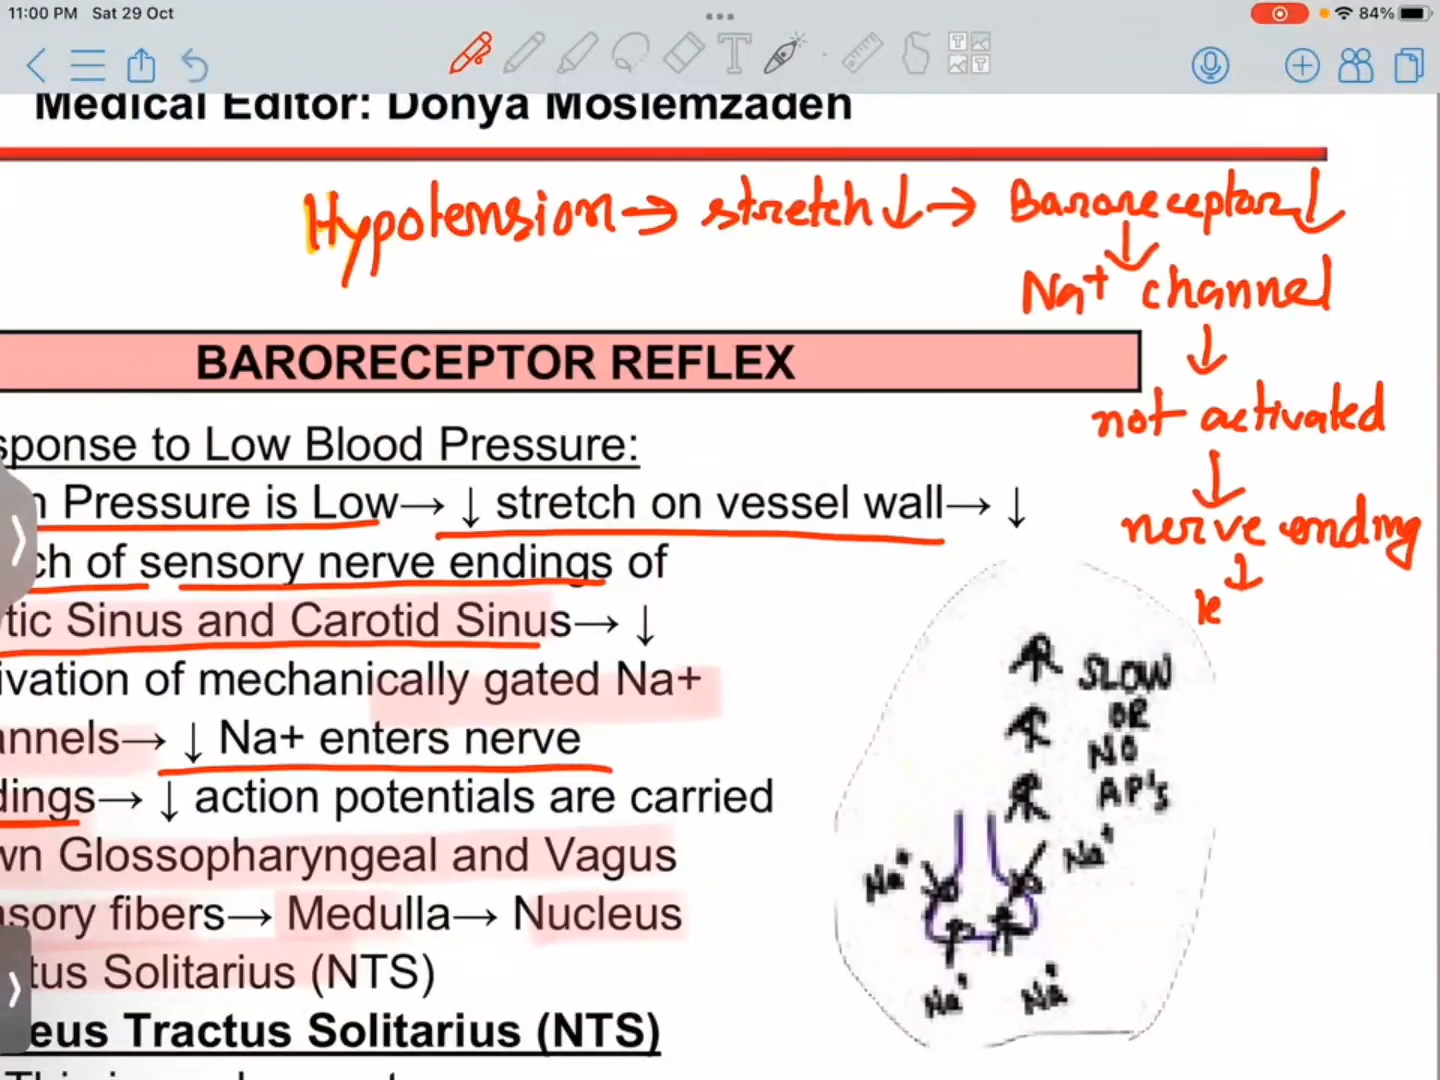 11:00 PM Sat 29 Oct
84%
Medical Editor: Donya Moslemzadeh
Hypotension → stretch ↓ → Baroreceptor ↓
↓
Na+ channel
↓
not activated
↓
nerve ending
↓
BARORECEPTOR REFLEX
sponse to Low Blood Pressure:
n Pressure is Low→ ↓ stretch on vessel wall→ ↓
ch of sensory nerve endings of
tic Sinus and Carotid Sinus→ ↓
ivation of mechanically gated Na+
annels→ ↓ Na+ enters nerve
dings→ ↓ action potentials are carried
wn Glossopharyngeal and Vagus
sory fibers→ Medulla→ Nucleus
tus Solitarius (NTS)
eus Tractus Solitarius (NTS)
SLOW
OR
NO
AP'S
Na+
Na+
Na+
Na+